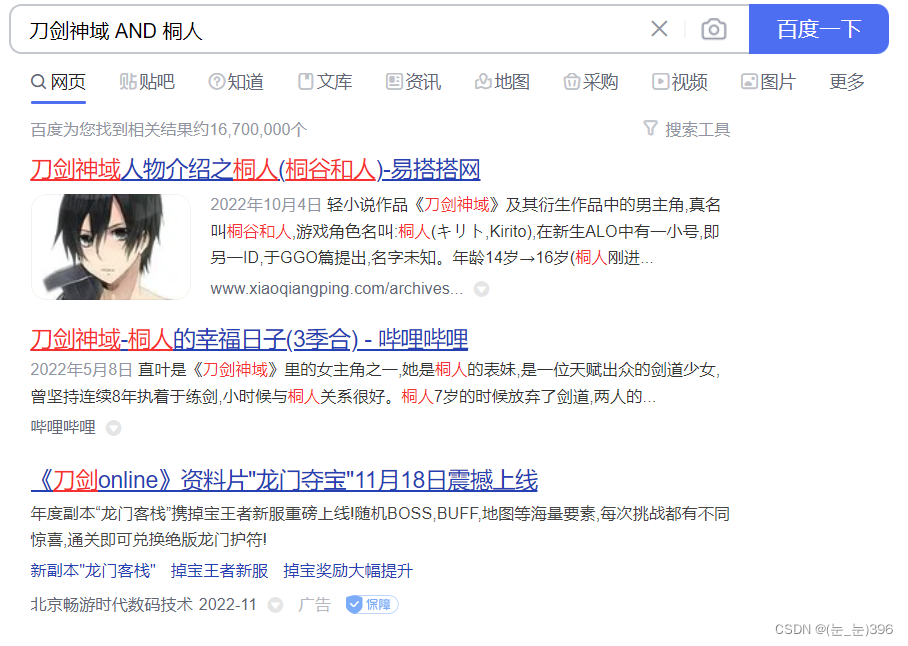 刀剑神域 AND 桐人
百度一下
网页 贴吧 知道 文库 资讯 地图 采购 视频 图片 更多
百度为您找到相关结果约16,700,000个 搜索工具
刀剑神域人物介绍之桐人(桐谷和人)-易搭搭网
2022年10月4日 轻小说作品《刀剑神域》及其衍生作品中的男主角,真名
叫桐谷和人,游戏角色名叫:桐人(キリト,Kirito),在新生ALO中有一小号,即
另一ID,于GGO篇提出,名字未知。年龄14岁→16岁(桐人刚进...
www.xiaoqiangping.com/archives...
刀剑神域-桐人的幸福日子(3季合) - 哔哩哔哩
2022年5月8日 直叶是《刀剑神域》里的女主角之一,她是桐人的表妹,是一位天赋出众的剑道少女,
曾坚持连续8年执着于练剑,小时候与桐人关系很好。桐人7岁的时候放弃了剑道,两人的...
哔哩哔哩
《刀剑online》资料片"龙门夺宝"11月18日震撼上线
年度副本“龙门客栈”携掉宝王者新服重磅上线!随机BOSS,BUFF,地图等海量要素,每次挑战都有不同
惊喜,通关即可兑换绝版龙门护符!
新副本"龙门客栈" 掉宝王者新服 掉宝奖励大幅提升
北京畅游时代数码技术 2022-11 广告 保障
CSDN @(눈_눈)396